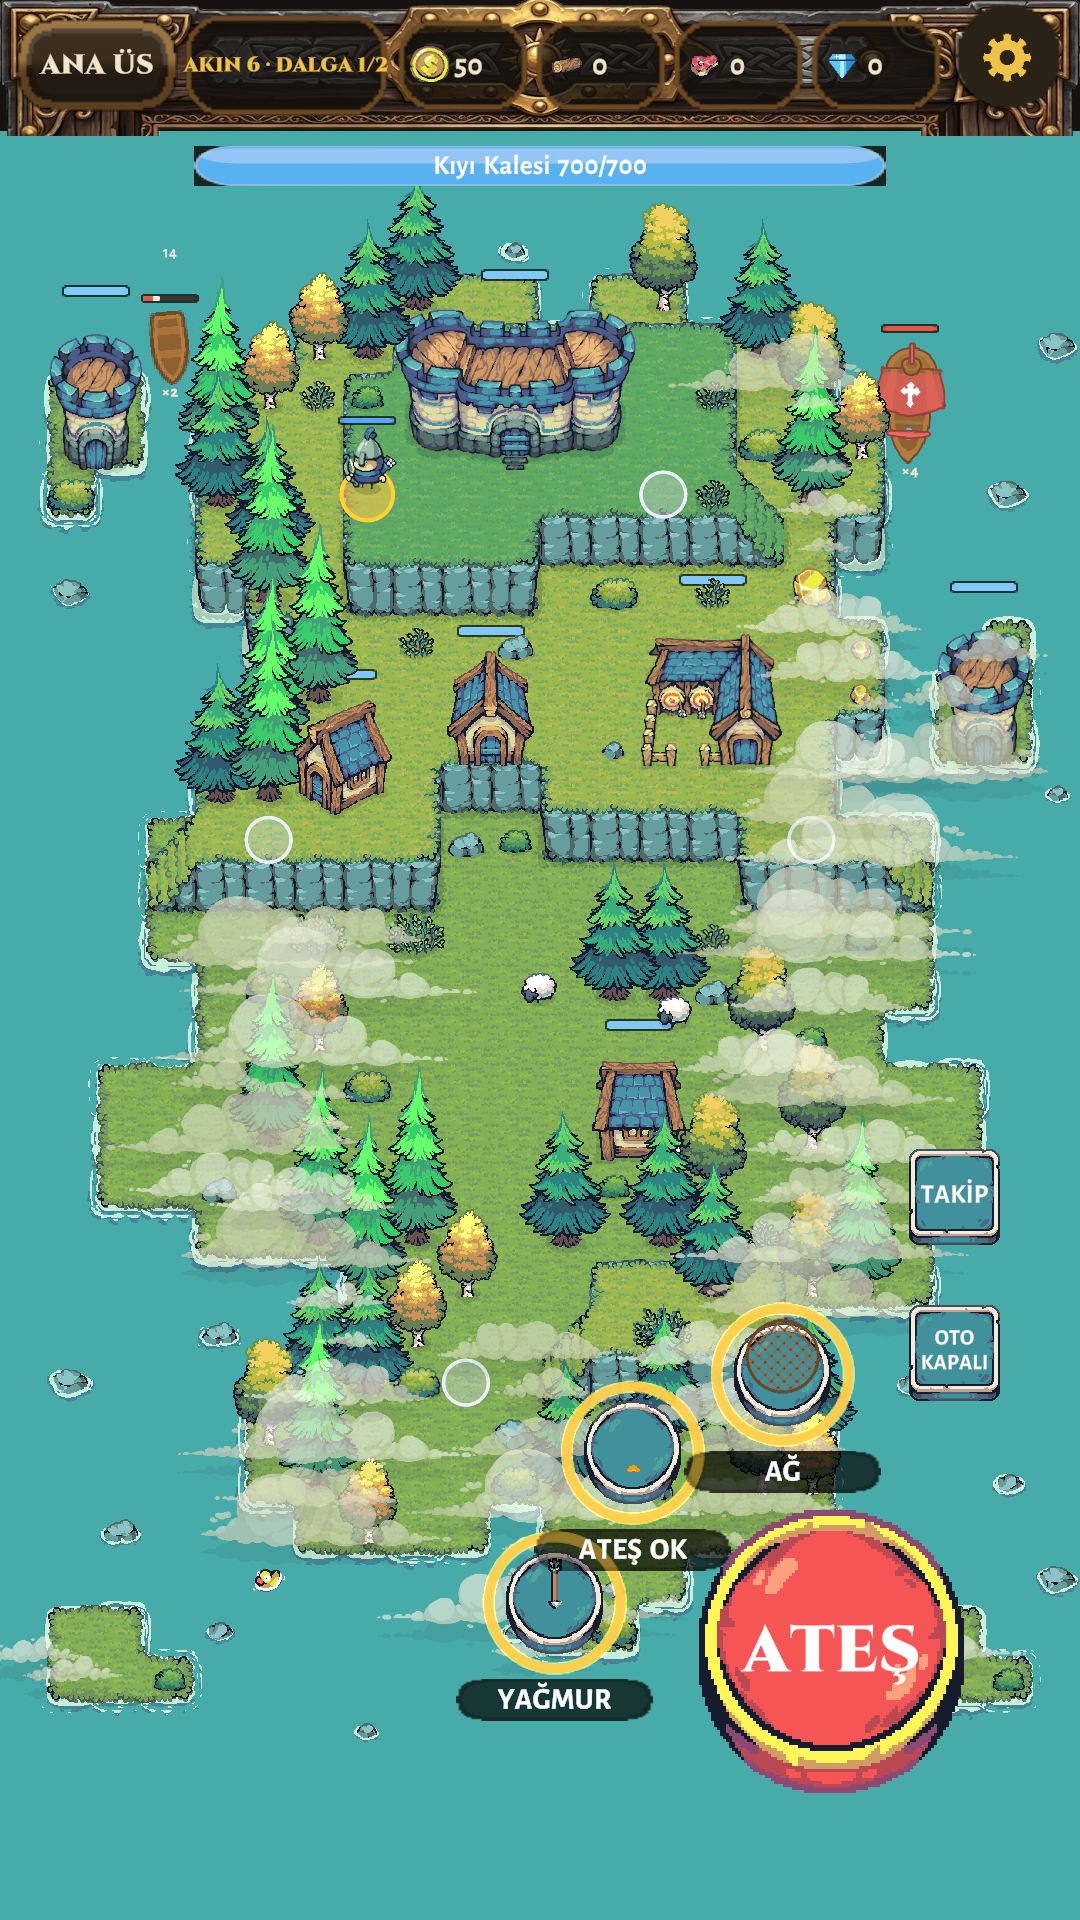 ANA ÜS
AKIN 6 · DALGA 1/2
50
0
0
0
Kıyı Kalesi 700/700
14
×2
×4
TAKİP
OTO
KAPALI
AĞ
ATEŞ OK
ATEŞ
YAĞMUR